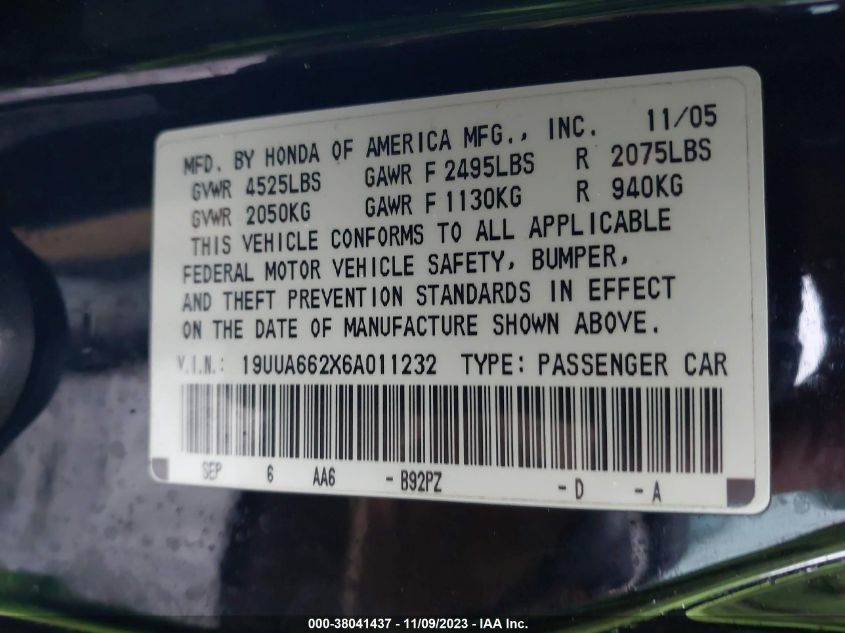 MFD. BY HONDA OF AMERICA MFG., INC. 11/05
GVWR 4525LBS GAWR F 2495LBS R 2075LBS
GVWR 2050KG GAWR F 1130KG R 940KG
THIS VEHICLE CONFORMS TO ALL APPLICABLE
FEDERAL MOTOR VEHICLE SAFETY, BUMPER,
AND THEFT PREVENTION STANDARDS IN EFFECT
ON THE DATE OF MANUFACTURE SHOWN ABOVE.
V.I.N.: 19UUA662X6A011232 TYPE: PASSENGER CAR
SEP 6 AA6 - B92PZ - D - A
000-38041437 - 11/09/2023 - IAA Inc.